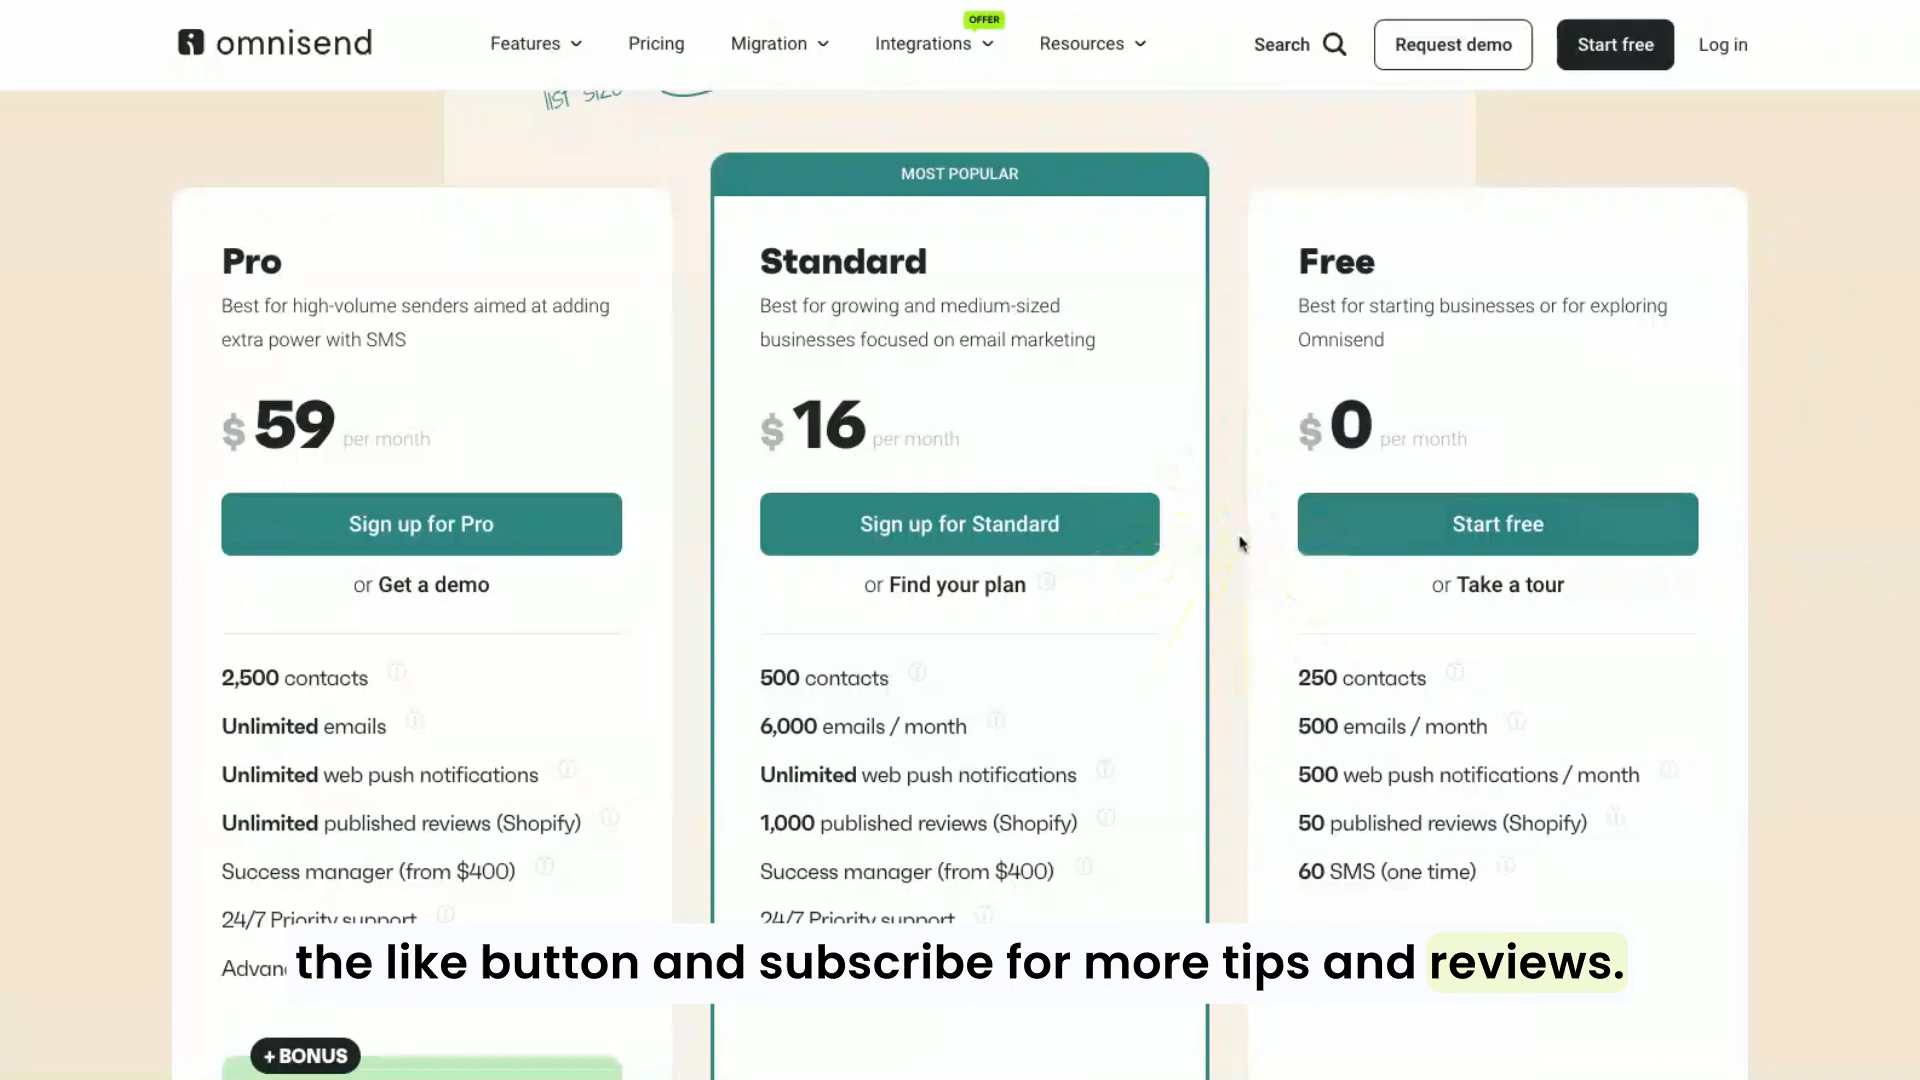 omnisend
Features
Pricing
Migration
OFFER
Integrations
Resources
Search
Request demo
Start free
Log in
list size
MOST POPULAR
Pro
Best for high-volume senders aimed at adding
extra power with SMS
$ 59 per month
Sign up for Pro
or Get a demo
2,500 contacts
Unlimited emails
Unlimited web push notifications
Unlimited published reviews (Shopify)
Success manager (from $400)
24/7 Priority support
Advan
+ BONUS
Standard
Best for growing and medium-sized
businesses focused on email marketing
$ 16 per month
Sign up for Standard
or Find your plan
500 contacts
6,000 emails / month
Unlimited web push notifications
1,000 published reviews (Shopify)
Success manager (from $400)
24/7 Priority support
Free
Best for starting businesses or for exploring
Omnisend
$ 0 per month
Start free
or Take a tour
250 contacts
500 emails / month
500 web push notifications / month
50 published reviews (Shopify)
60 SMS (one time)
the like button and subscribe for more tips and reviews.